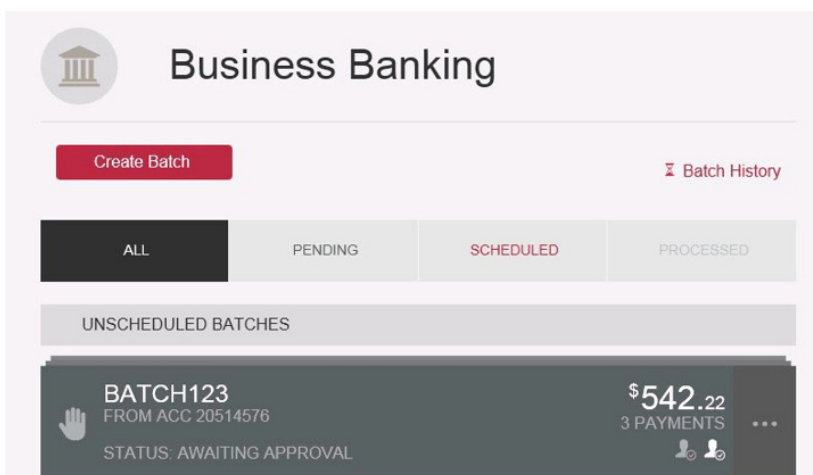 Business Banking
Create Batch
Batch History
ALL PENDING SCHEDULED PROCESSED
UNSCHEDULED BATCHES
BATCH123 $542.22
FROM ACC 20514576 3 PAYMENTS
STATUS: AWAITING APPROVAL